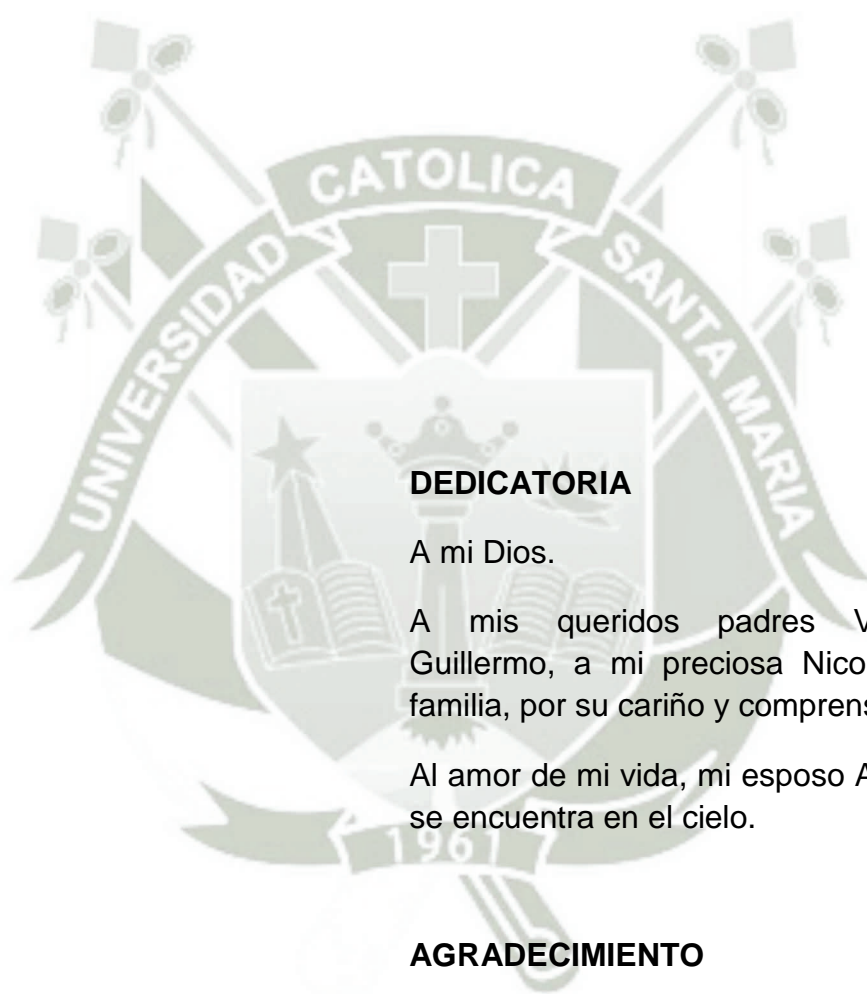 CATOLICA
UNIVERSIDAD
SANTA MARIA
DEDICATORIA
A mi Dios.
A mis queridos padres
Guillermo, a mi preciosa
familia, por su cariño y
Al amor de mi vida, mi esposo
se encuentra en el cielo.
1961
AGRADECIMIENTO